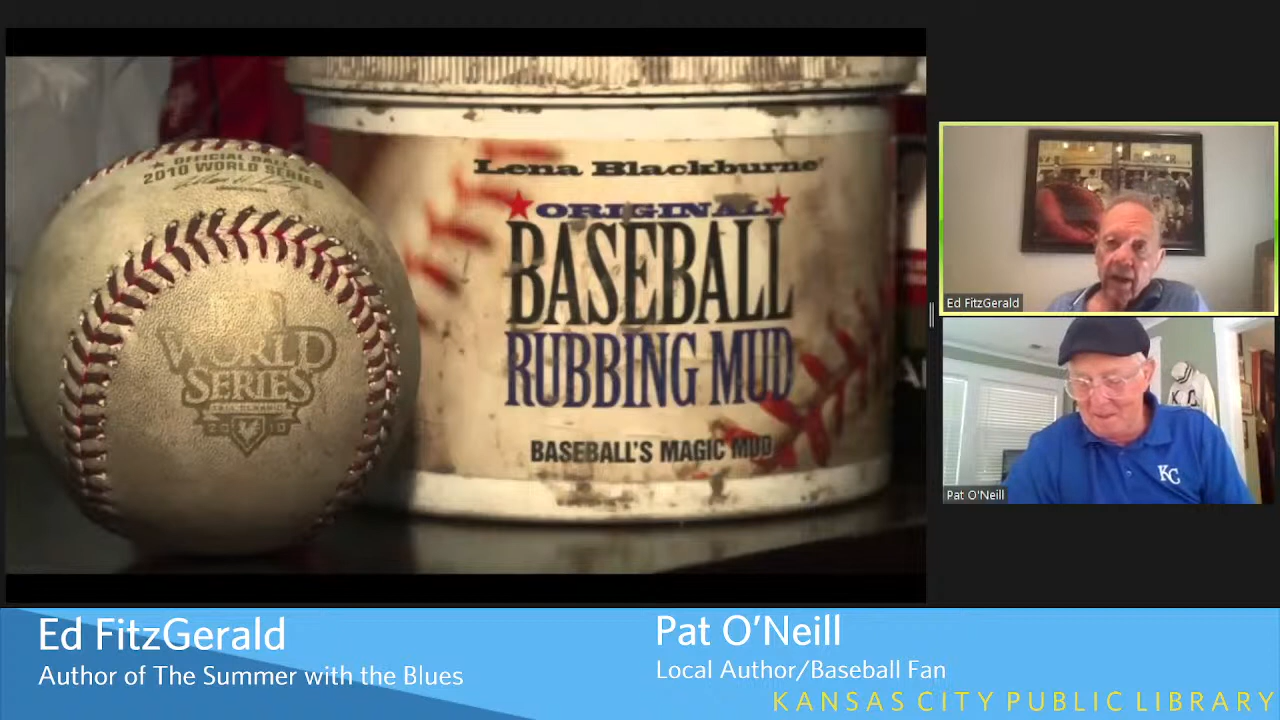 OFFICIAL BALL
2010 WORLD SERIES
WORLD
SERIES
Lena Blackburne
ORIGINAL
BASEBALL
RUBBING MUD
BASEBALL'S MAGIC MUD
Ed FitzGerald
KC
Pat O'Neill
Ed FitzGerald
Author of The Summer with the Blues
Pat O'Neill
Local Author/Baseball Fan
KANSAS CITY PUBLIC LIBRARY